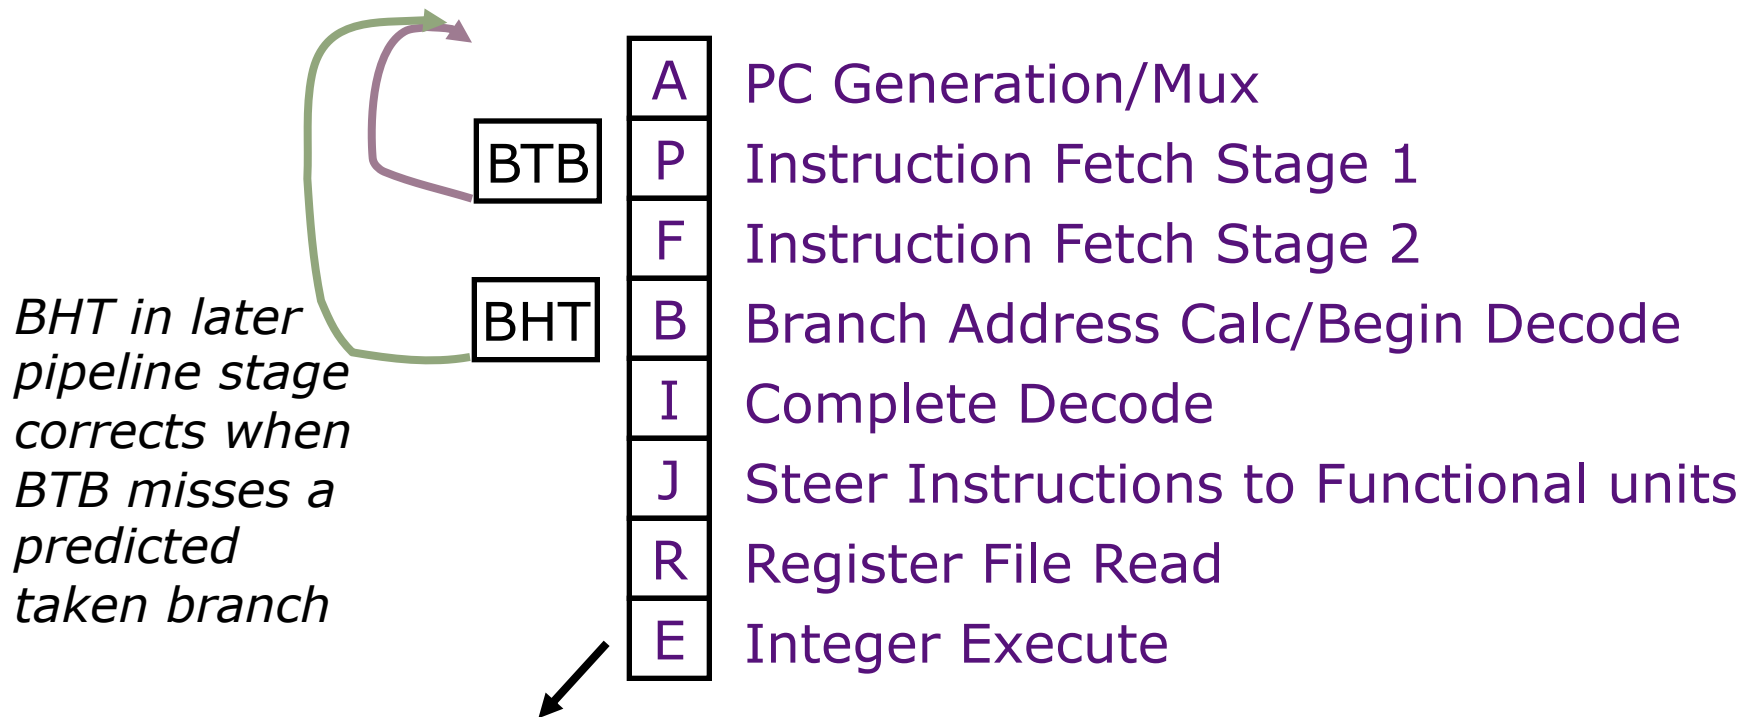 A PC Generation/Mux
BTB P Instruction Fetch Stage 1
F Instruction Fetch Stage 2
BHT B Branch Address Calc/Begin Decode
I Complete Decode
J Steer Instructions to Functional units
R Register File Read
E Integer Execute
BHT in later
pipeline stage
corrects when
BTB misses a
predicted
taken branch